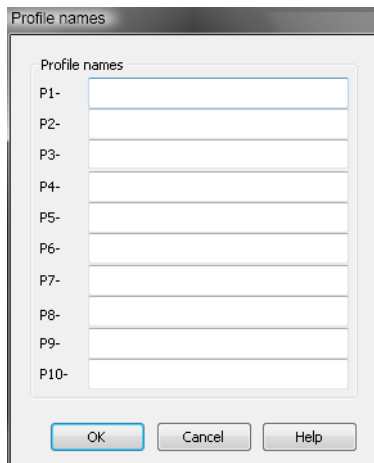 Profile names
Profile names
P1-
P2-
P3-
P4-
P5-
P6-
P7-
P8-
P9-
P10-
OK Cancel Help